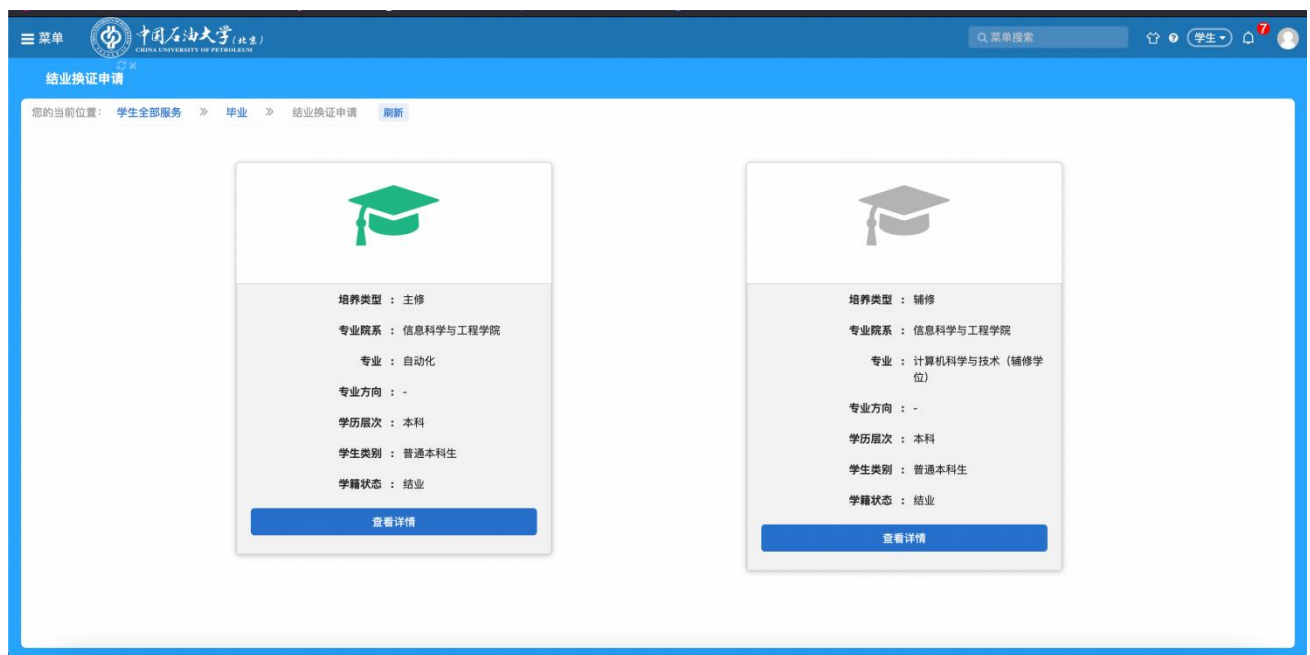 菜单
中国石油大学(北京)
CHINA UNIVERSITY OF PETROLEUM
菜单搜索
学生
7
结业换证申请
您的当前位置: 学生全部服务 》 毕业 》 结业换证申请 刷新
培养类型 : 主修
专业院系 : 信息科学与工程学院
专业 : 自动化
专业方向 : -
学历层次 : 本科
学生类别 : 普通本科生
学籍状态 : 结业
查看详情
培养类型 : 辅修
专业院系 : 信息科学与工程学院
专业 : 计算机科学与技术（辅修学
位）
专业方向 : -
学历层次 : 本科
学生类别 : 普通本科生
学籍状态 : 结业
查看详情